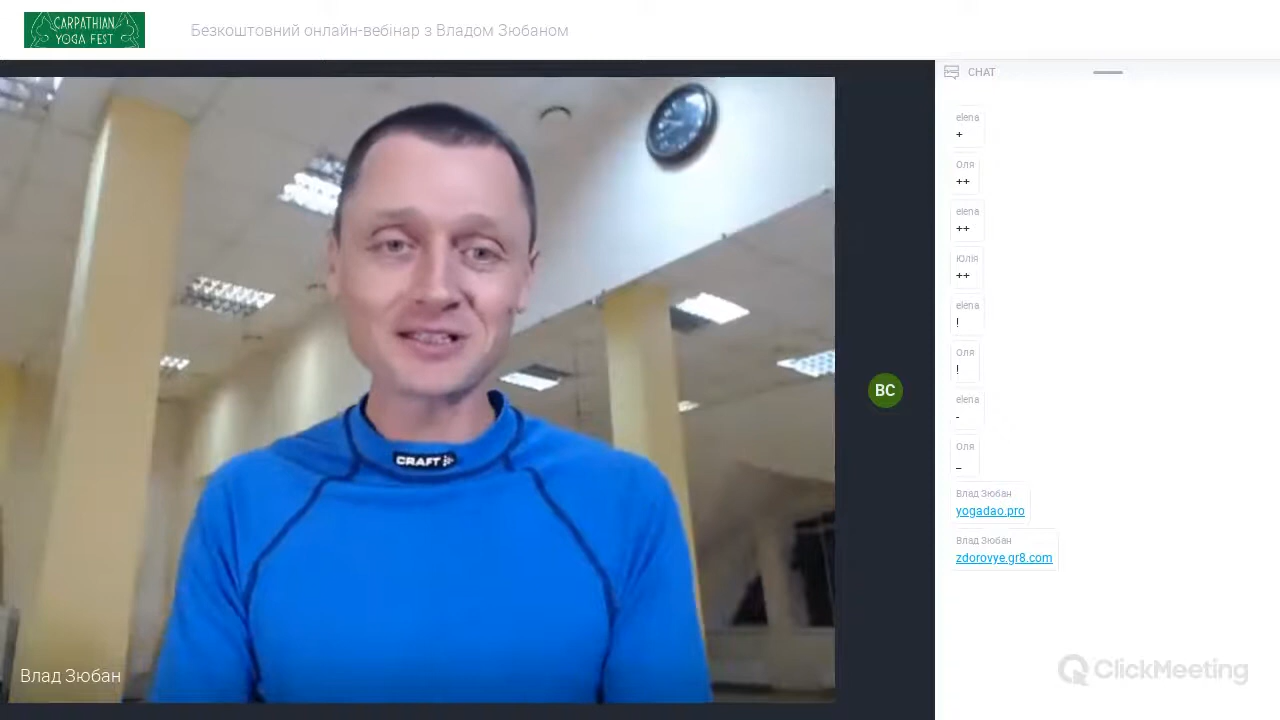 CARPATHIAN
YOGA FEST
Безкоштовний онлайн-вебінар з Владом Зюбаном
CHAT
elena
+
Оля
++
elena
++
Юлія
++
elena
!
Оля
!
elena
-
Оля
_
Влад Зюбан
yogadao.pro
Влад Зюбан
zdorovye.gr8.com
CRAFT
ВС
Влад Зюбан
ClickMeeting